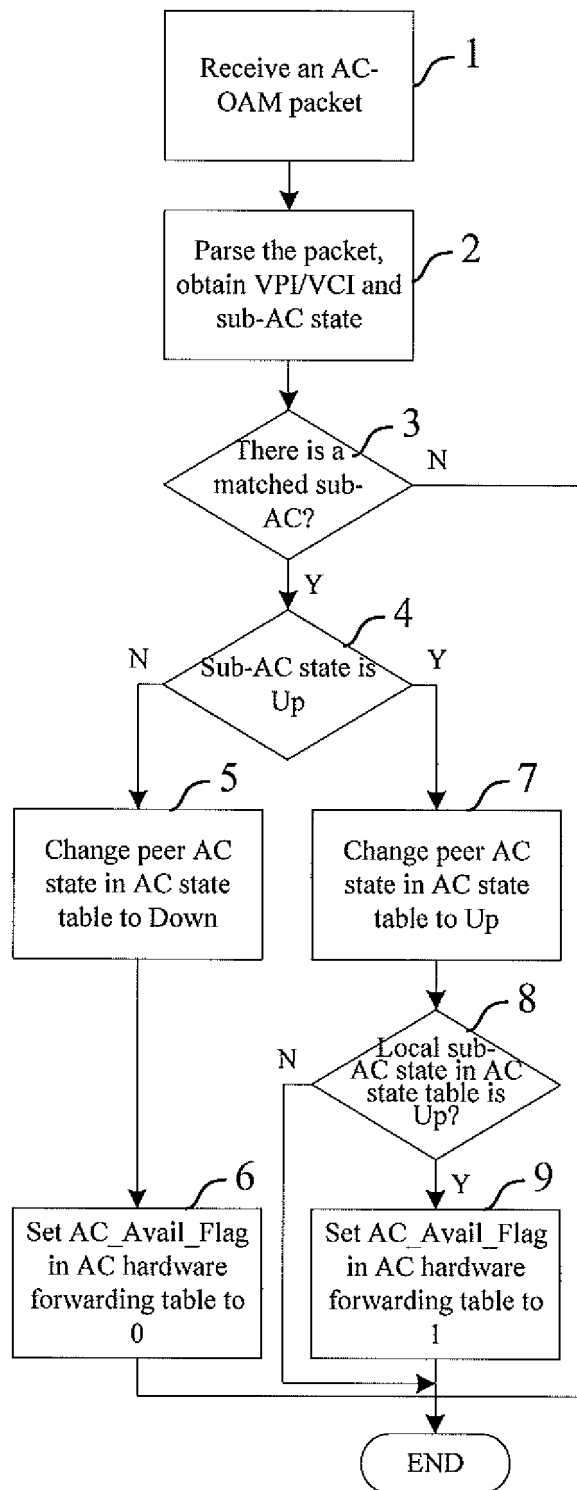 1
Receive an AC-
OAM packet
2
Parse the packet,
obtain VPI/VCI and
sub-AC state
3
There is a
matched sub-
AC?
N
Y
4
N
Sub-AC state is
Up
Y
5
Change peer AC
state in AC state
table to Down
7
Change peer AC
state in AC state
table to Up
8
N
Local sub-
AC state in AC
state table is
Up?
Y
6
Set AC_Avail_Flag
in AC hardware
forwarding table to
0
9
Set AC_Avail_Flag
in AC hardware
forwarding table to
1
END